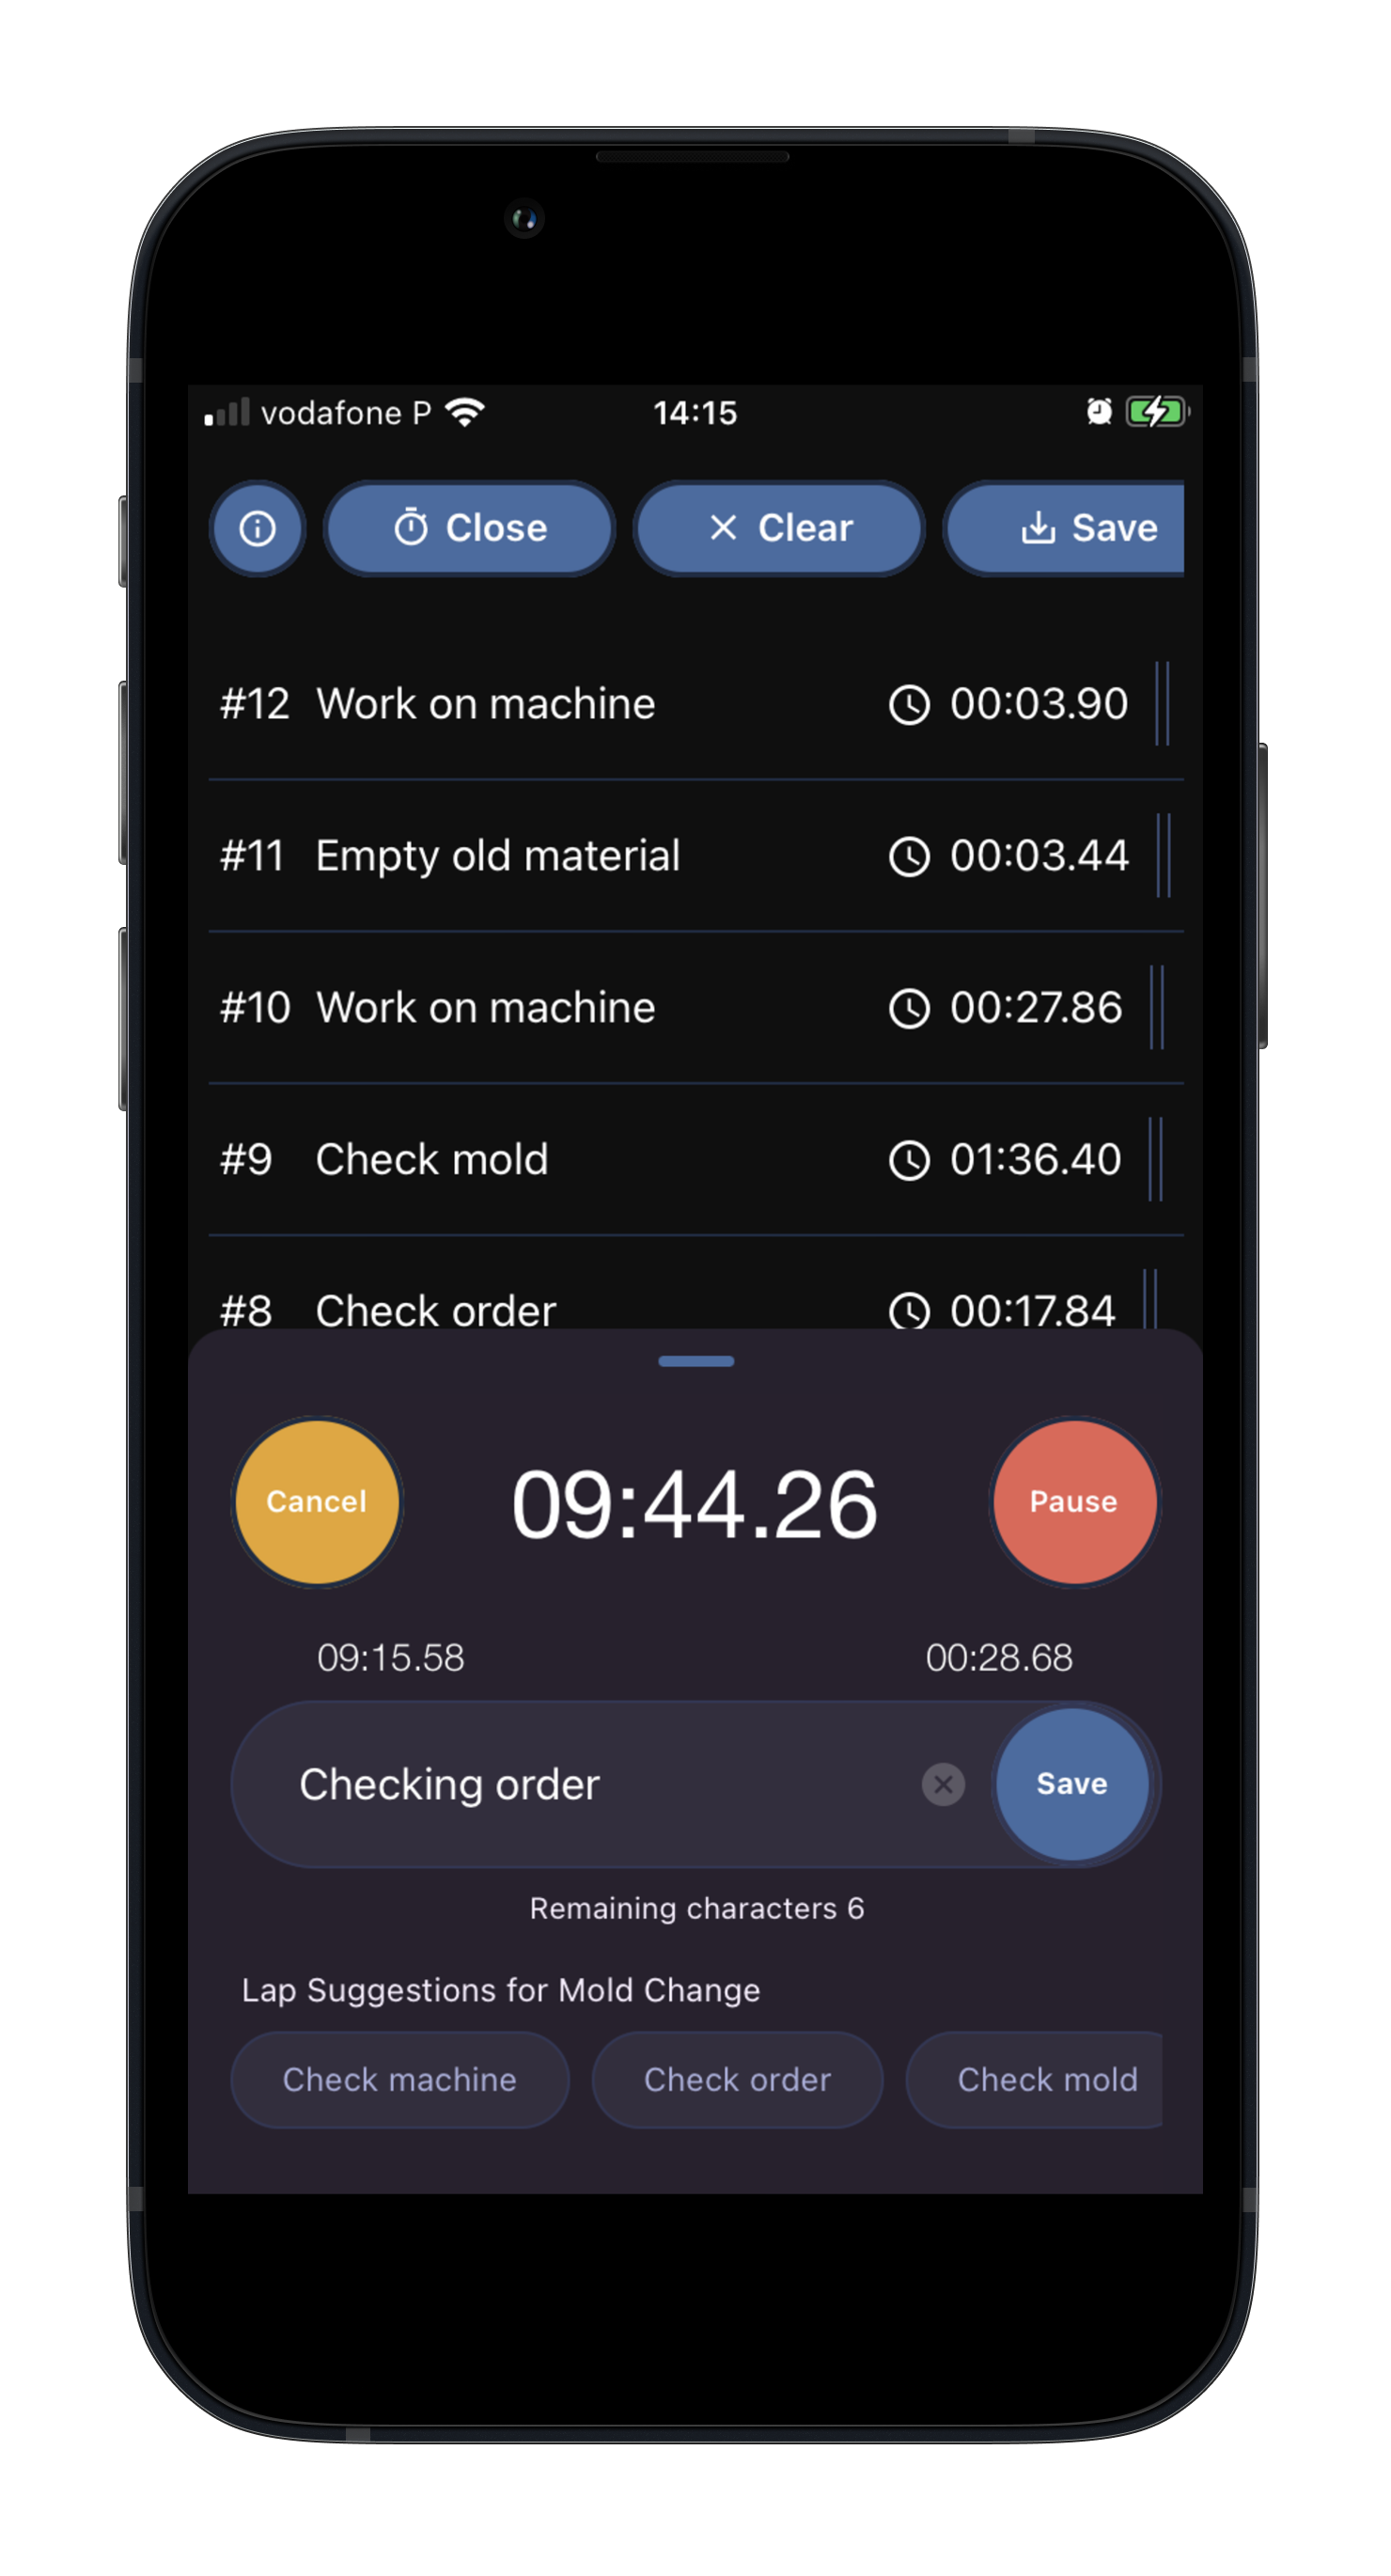 vodafone P 14:15
Close Clear Save
#12 Work on machine 00:03.90
#11 Empty old material 00:03.44
#10 Work on machine 00:27.86
#9 Check mold 01:36.40
#8 Check order 00:17.84
Cancel 09:44.26 Pause
09:15.58 00:28.68
Checking order Save
Remaining characters 6
Lap Suggestions for Mold Change
Check machine Check order Check mold